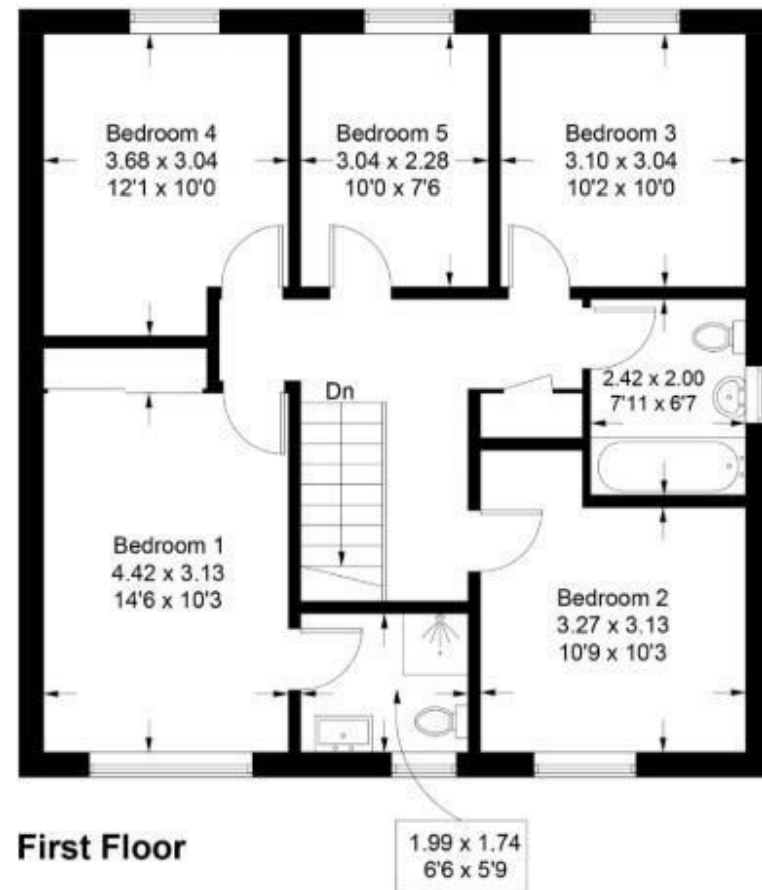 Bedroom 4
3.68 x 3.04
12'1 x 10'0
Bedroom 5
3.04 x 2.28
10'0 x 7'6
Bedroom 3
3.10 x 3.04
10'2 x 10'0
Dn
2.42 x 2.00
7'11 x 6'7
Bedroom 1
4.42 x 3.13
14'6 x 10'3
Bedroom 2
3.27 x 3.13
10'9 x 10'3
First Floor
1.99 x 1.74
6'6 x 5'9